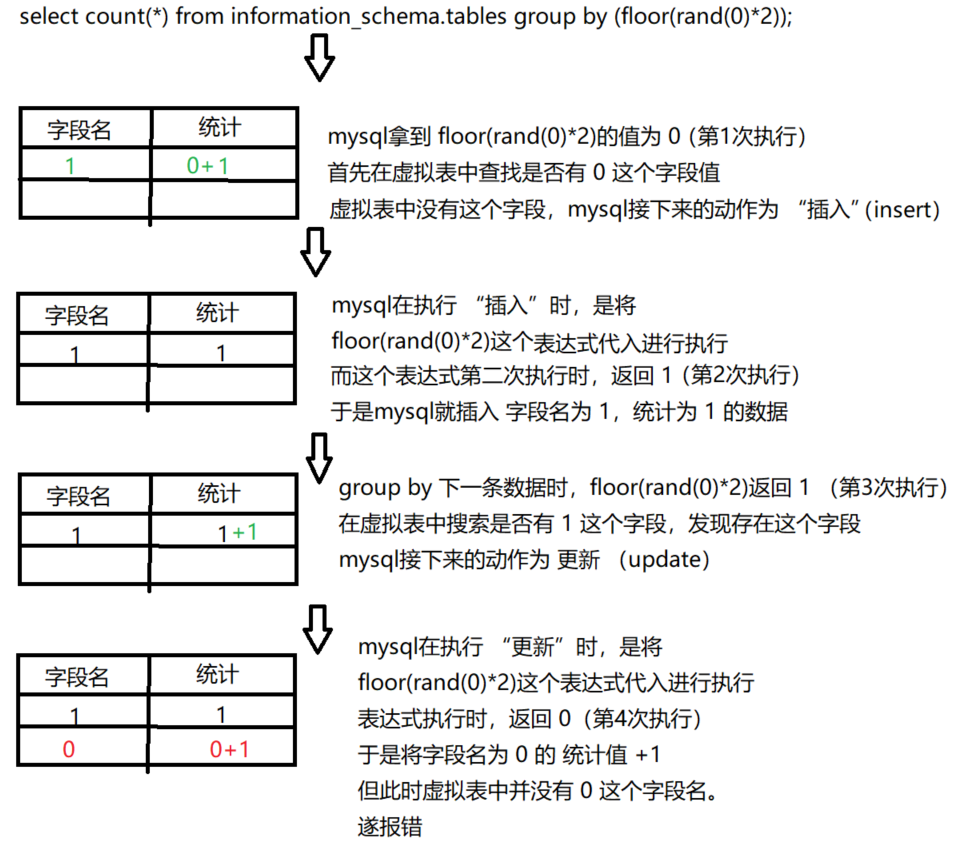 select count(*) from information_schema.tables group by (floor(rand(0)*2));
字段名 统计
1 0+1
mysql拿到 floor(rand(0)*2)的值为 0（第1次执行）
首先在虚拟表中查找是否有 0 这个字段值
虚拟表中没有这个字段，mysql接下来的动作为 “插入”（insert）
字段名 统计
1 1
mysql在执行 “插入”时，是将
floor(rand(0)*2)这个表达式代入进行执行
而这个表达式第二次执行时，返回 1（第2次执行）
于是mysql就插入 字段名为 1，统计为 1 的数据
字段名 统计
1 1+1
group by 下一条数据时，floor(rand(0)*2)返回 1 （第3次执行）
在虚拟表中搜索是否有 1 这个字段，发现存在这个字段
mysql接下来的动作为 更新 （update）
字段名 统计
1 1
0 0+1
mysql在执行 “更新”时，是将
floor(rand(0)*2)这个表达式代入进行执行
表达式执行时，返回 0（第4次执行）
于是将字段名为 0 的 统计值 +1
但此时虚拟表中并没有 0 这个字段名。
遂报错